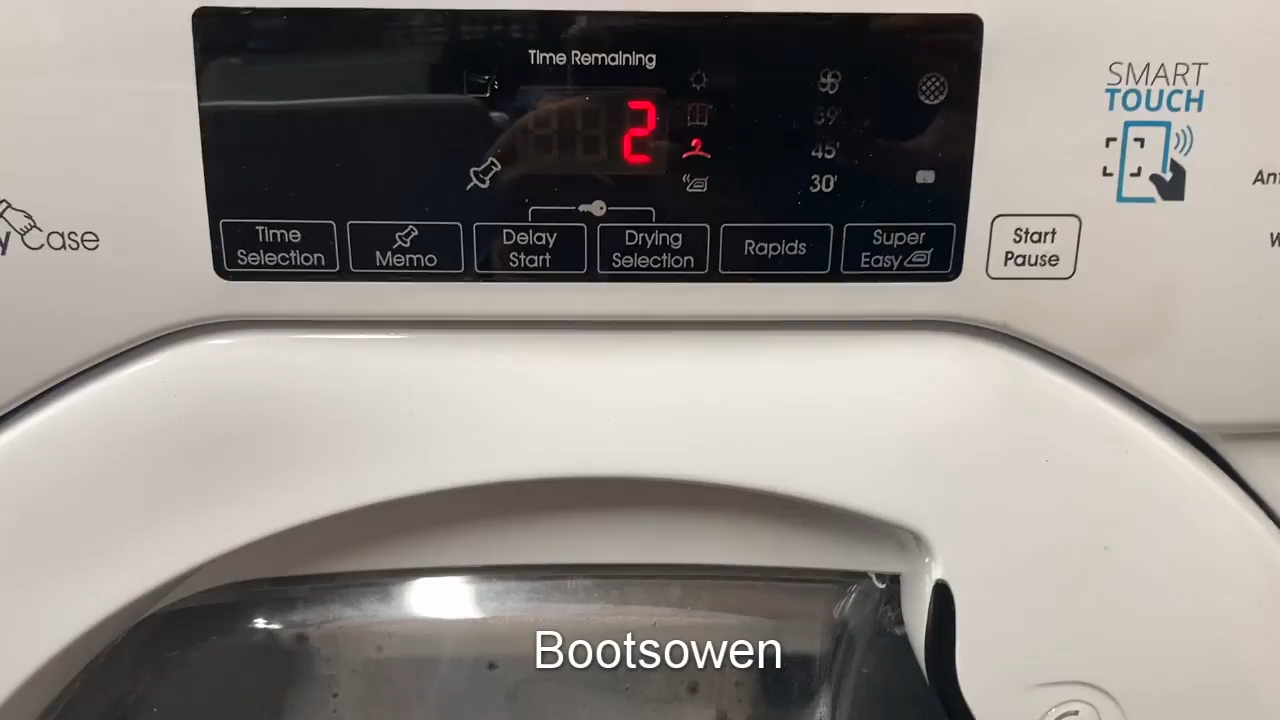 Time Remaining
2
59'
45'
30'
SMART
TOUCH
Case
Time
Selection
Memo
Delay
Start
Drying
Selection
Rapids
Super
Easy
Start
Pause
Bootsowen